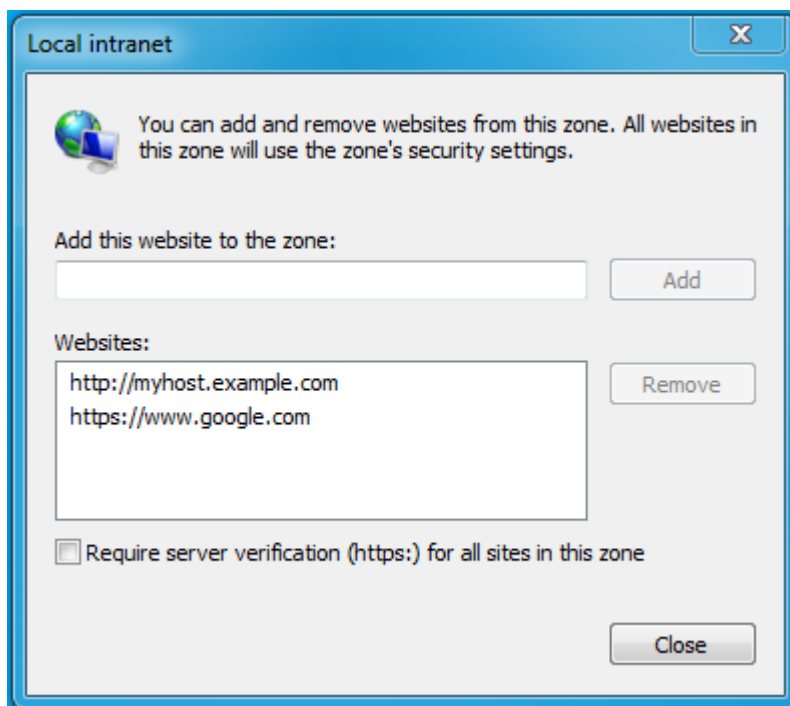 Local intranet
You can add and remove websites from this zone. All websites in
this zone will use the zone's security settings.
Add this website to the zone:
Add
Websites:
http://myhost.example.com
https://www.google.com
Remove
Require server verification (https:) for all sites in this zone
Close